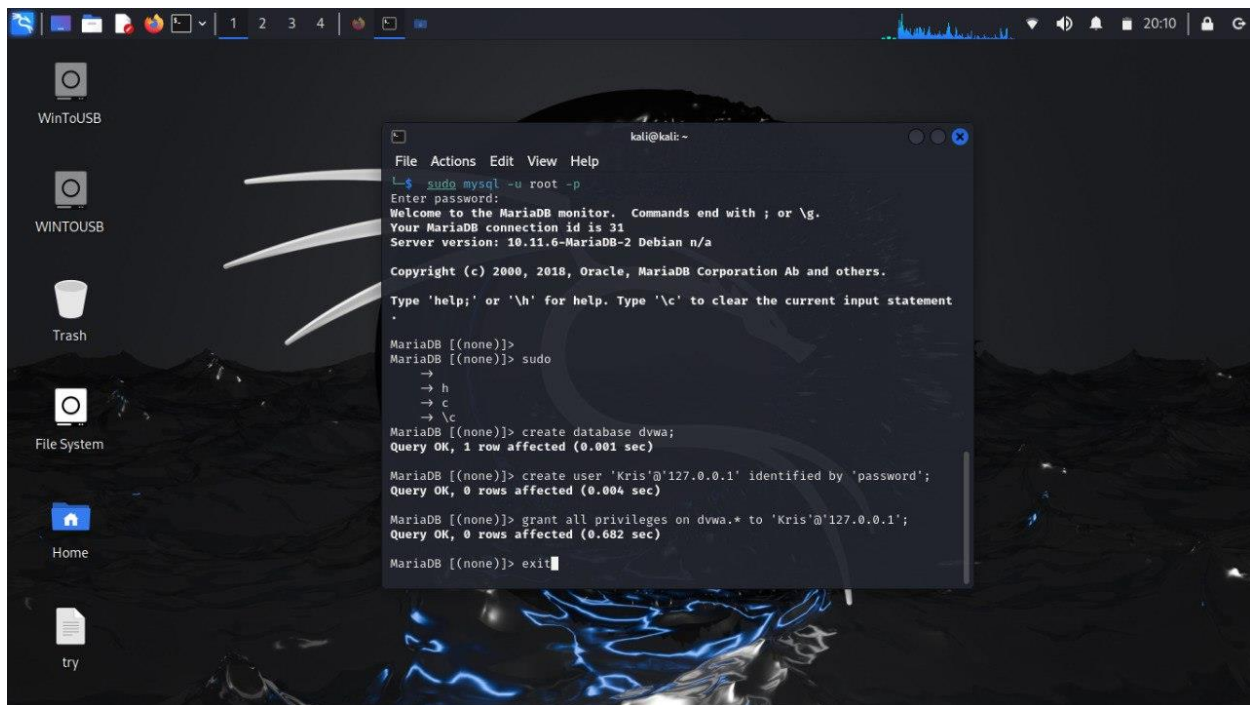 1 2 3 4
20:10
WinToUSB
WINTOUSB
Trash
File System
Home
try
kali@kali: ~
File Actions Edit View Help
└─$ sudo mysql -u root -p
Enter password:
Welcome to the MariaDB monitor.  Commands end with ; or \g.
Your MariaDB connection id is 31
Server version: 10.11.6-MariaDB-2 Debian n/a
Copyright (c) 2000, 2018, Oracle, MariaDB Corporation Ab and others.
Type 'help;' or '\h' for help. Type '\c' to clear the current input statement
.
MariaDB [(none)]>
MariaDB [(none)]> sudo
→
→ h
→ c
→ \c
MariaDB [(none)]> create database dvwa;
Query OK, 1 row affected (0.001 sec)
MariaDB [(none)]> create user 'Kris'@'127.0.0.1' identified by 'password';
Query OK, 0 rows affected (0.004 sec)
MariaDB [(none)]> grant all privileges on dvwa.* to 'Kris'@'127.0.0.1';
Query OK, 0 rows affected (0.682 sec)
MariaDB [(none)]> exit